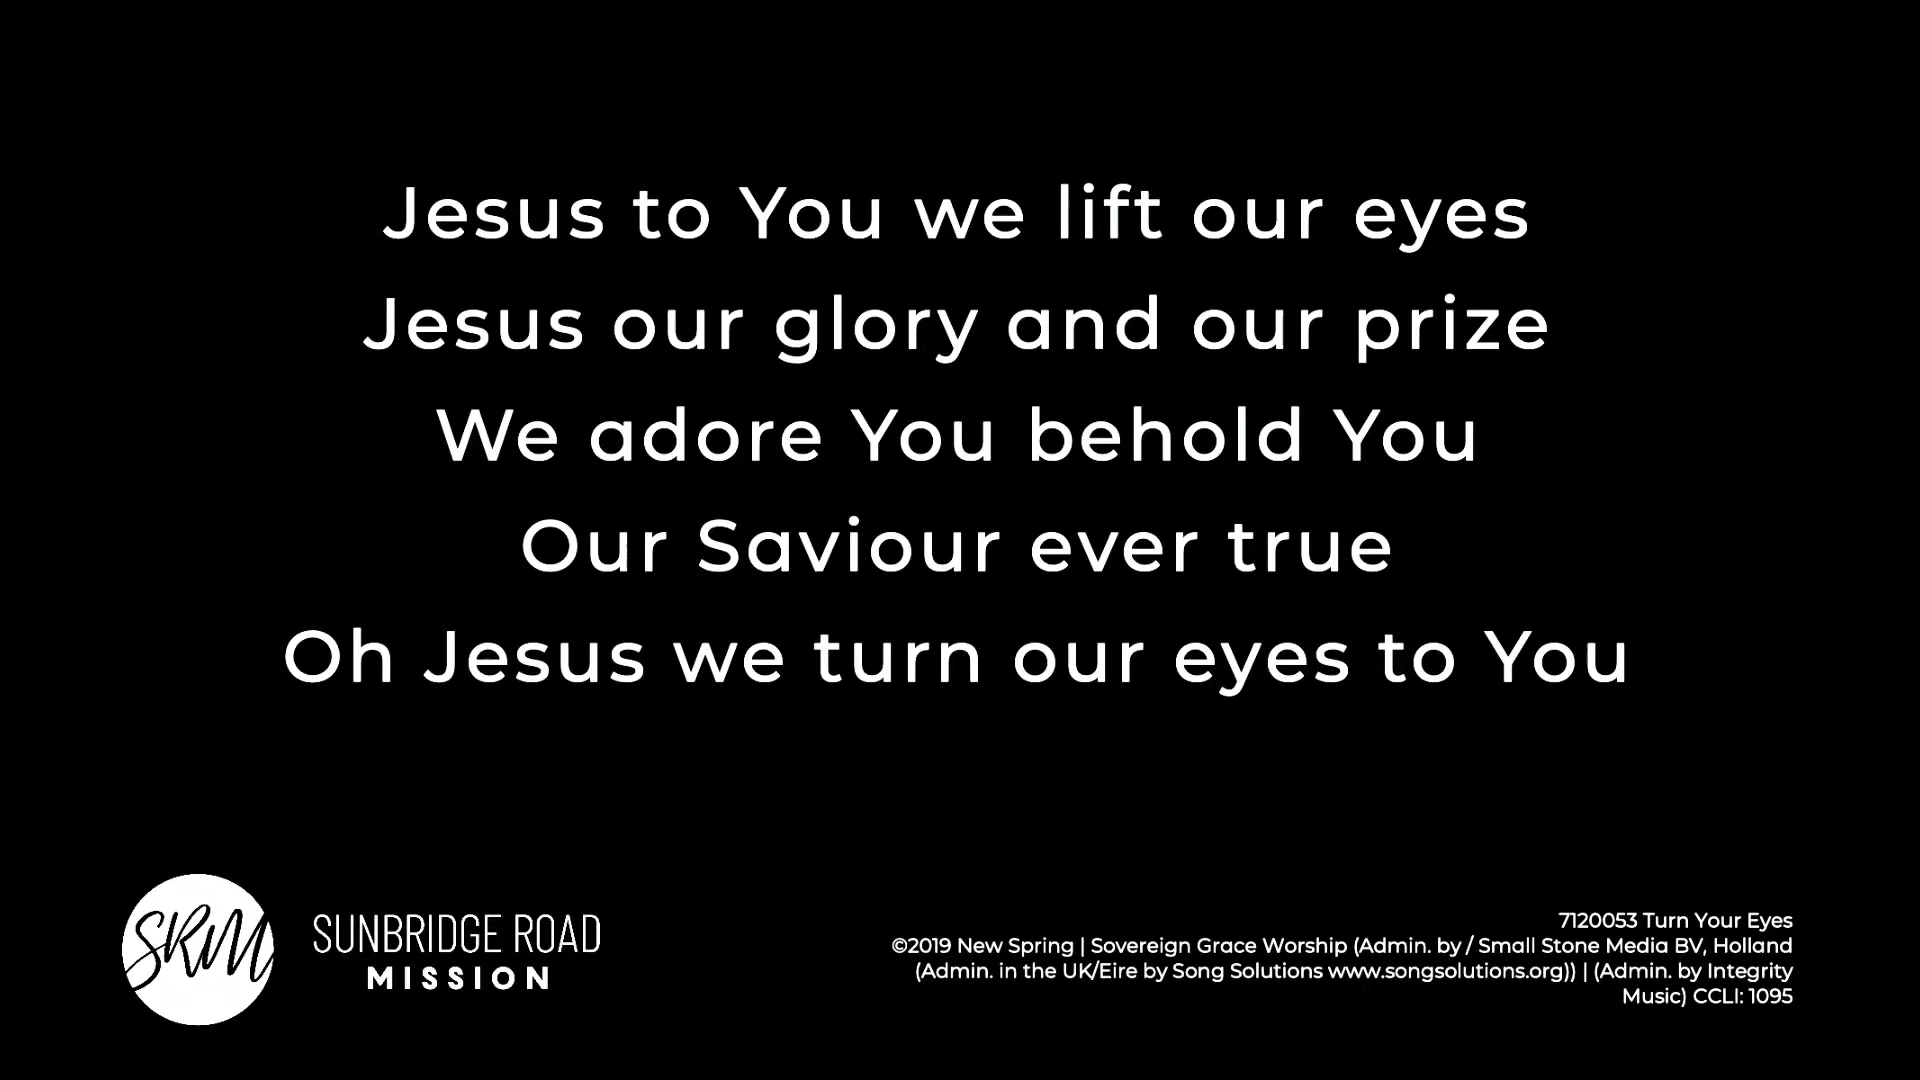 Jesus to You we lift our eyes
Jesus our glory and our prize
We adore You behold You
Our Saviour ever true
Oh Jesus we turn our eyes to You
SRM
SUNBRIDGE ROAD
MISSION
7120053 Turn Your Eyes
©2019 New Spring | Sovereign Grace Worship (Admin. by / Small Stone Media BV, Holland
(Admin. in the UK/Eire by Song Solutions www.songsolutions.org)) | (Admin. by Integrity
Music) CCLI: 1095